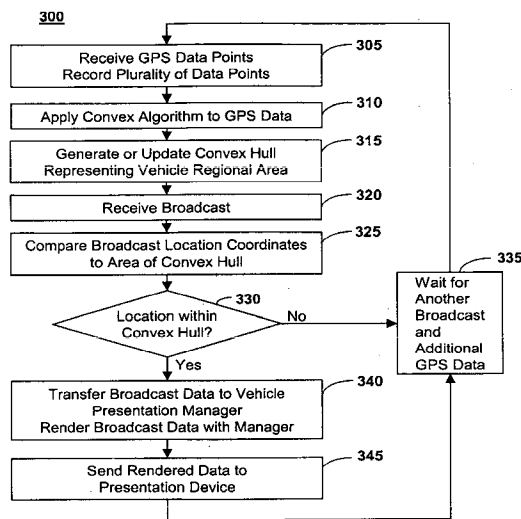 300
Receive GPS Data Points
Record Plurality of Data Points
305
Apply Convex Algorithm to GPS Data
310
Generate or Update Convex Hull
Representing Vehicle Regional Area
315
Receive Broadcast
320
Compare Broadcast Location Coordinates
to Area of Convex Hull
325
Location within
Convex Hull?
330
No
Yes
335
Wait for
Another
Broadcast
and
Additional
GPS Data
Transfer Broadcast Data to Vehicle
Presentation Manager
Render Broadcast Data with Manager
340
Send Rendered Data to
Presentation Device
345